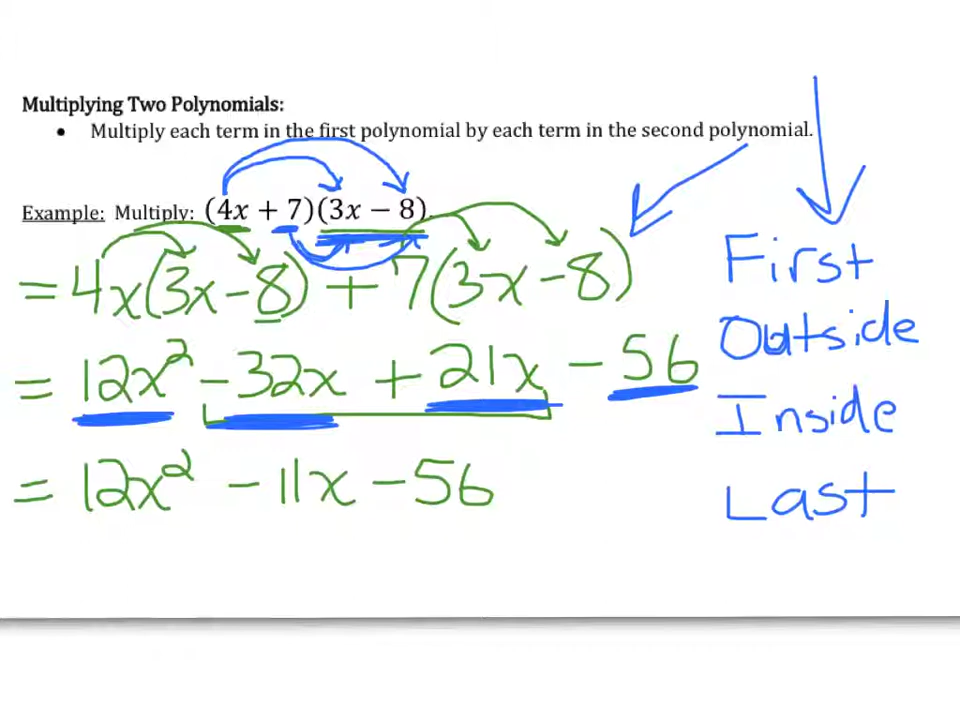 Multiplying Two Polynomials:
• Multiply each term in the first polynomial by each term in the second polynomial.
Example: Multiply: (4x + 7)(3x − 8)
= 4x(3x − 8) + 7(3x − 8)
= 12x² − 32x + 21x − 56
= 12x² − 11x − 56
First
Outside
Inside
Last